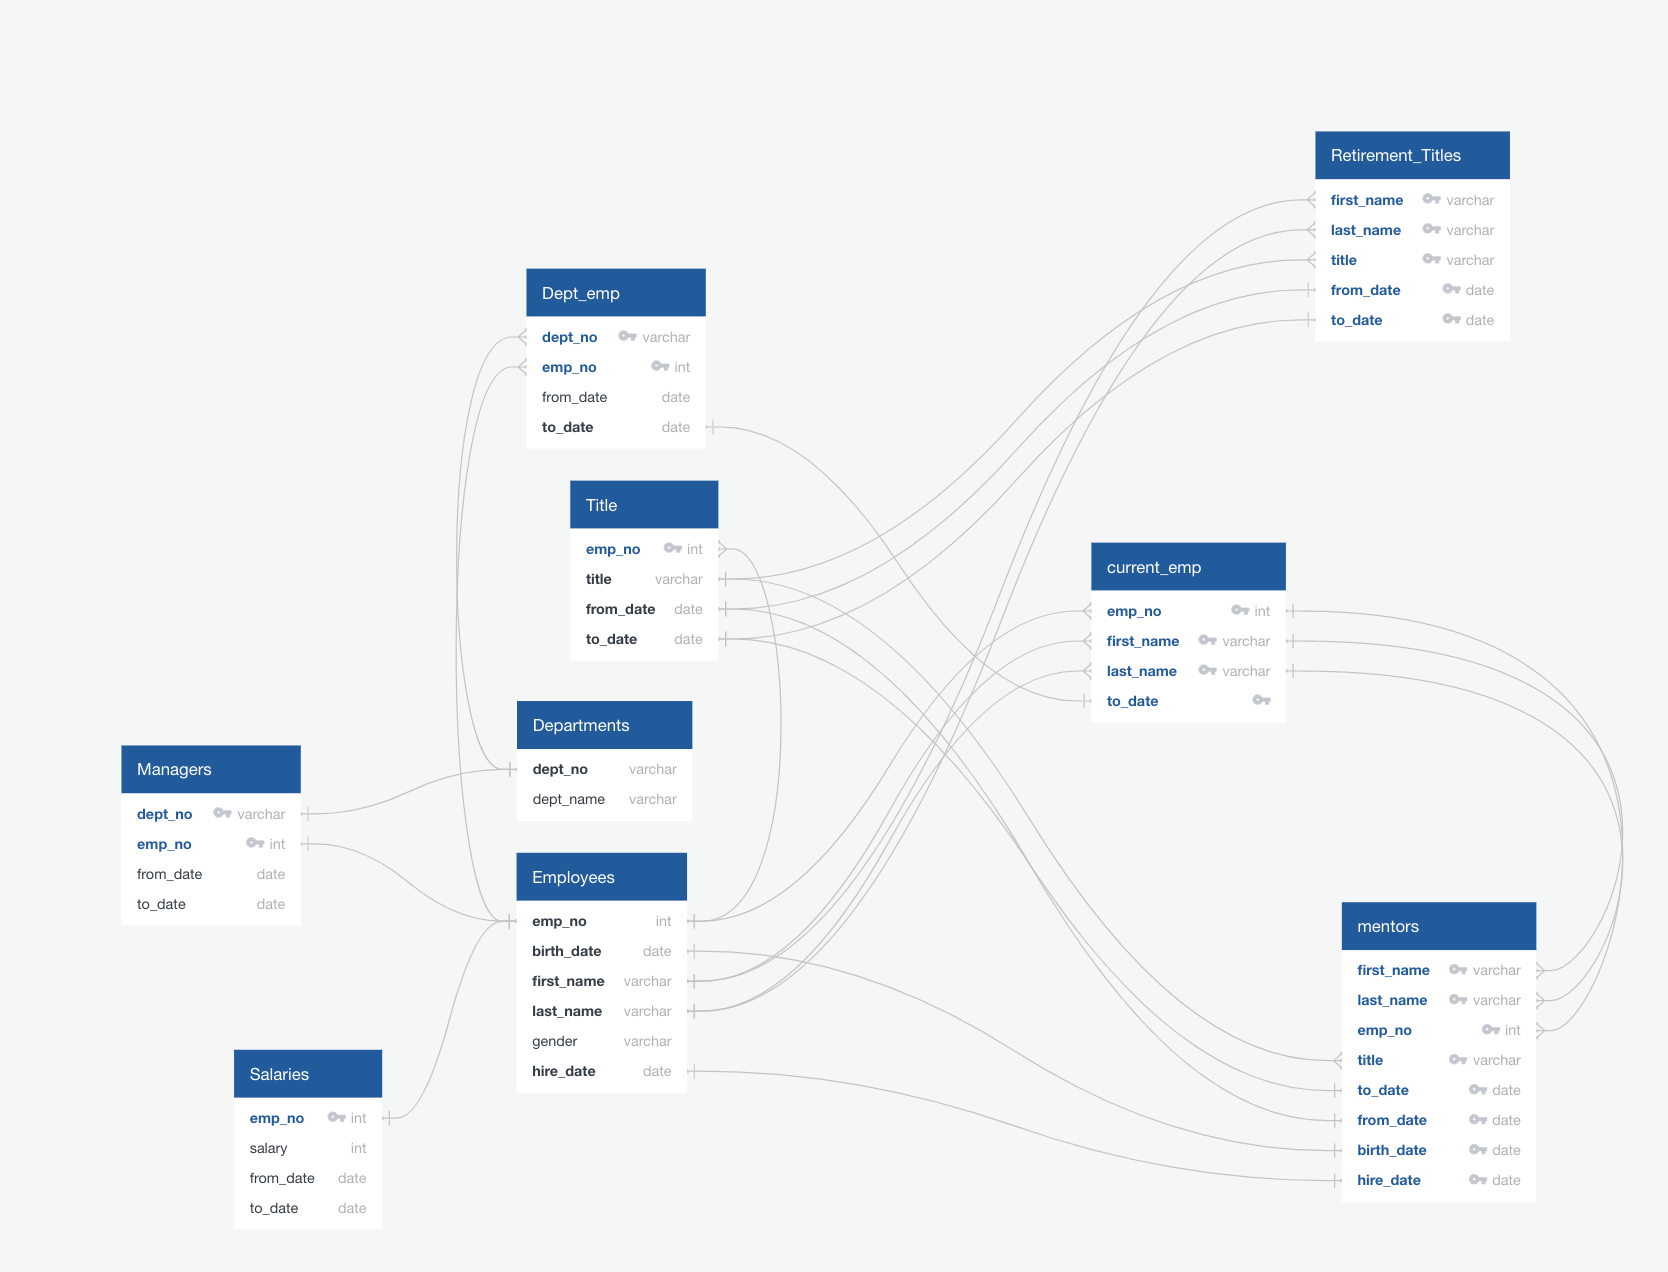 Retirement_Titles
first_name varchar
last_name varchar
title varchar
from_date date
to_date date
Dept_emp
dept_no varchar
emp_no int
from_date date
to_date date
Title
emp_no int
title varchar
from_date date
to_date date
current_emp
emp_no int
first_name varchar
last_name varchar
to_date
Departments
dept_no varchar
dept_name varchar
Managers
dept_no varchar
emp_no int
from_date date
to_date date
Employees
emp_no int
birth_date date
first_name varchar
last_name varchar
gender varchar
hire_date date
mentors
first_name varchar
last_name varchar
emp_no int
title varchar
to_date date
from_date date
birth_date date
hire_date date
Salaries
emp_no int
salary int
from_date date
to_date date